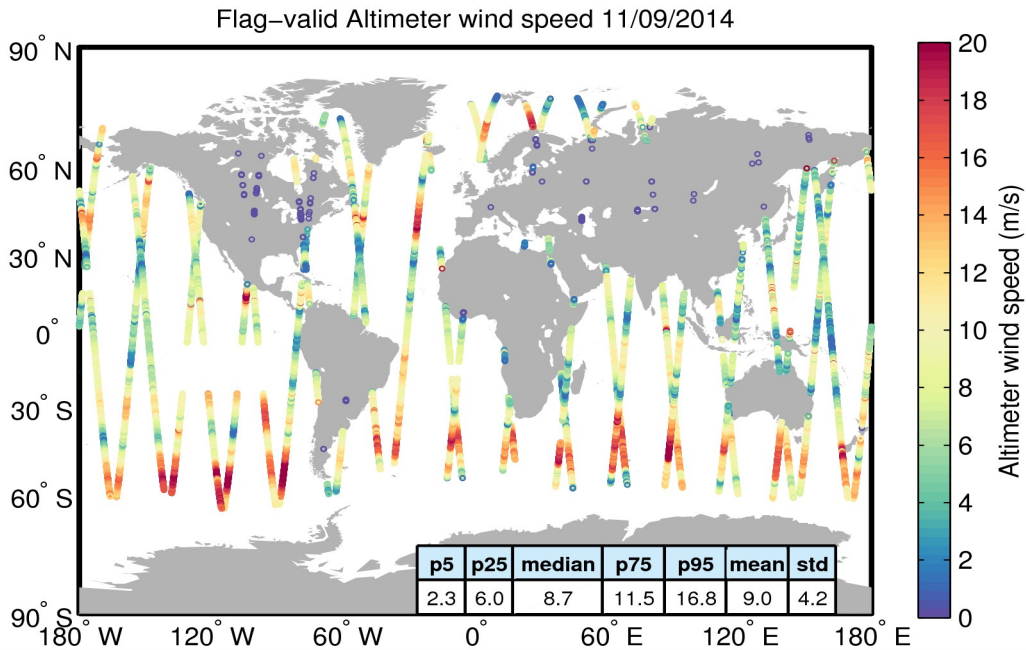 Flag−valid Altimeter wind speed 11/09/2014
90° N
60° N
30° N
0°
30° S
60° S
90° S
180° W
120° W
60° W
0°
60° E
120° E
180° E
p5 p25 median p75 p95 mean std
2.3 6.0 8.7 11.5 16.8 9.0 4.2
20
18
16
14
12
10
8
6
4
2
0
Altimeter wind speed (m/s)